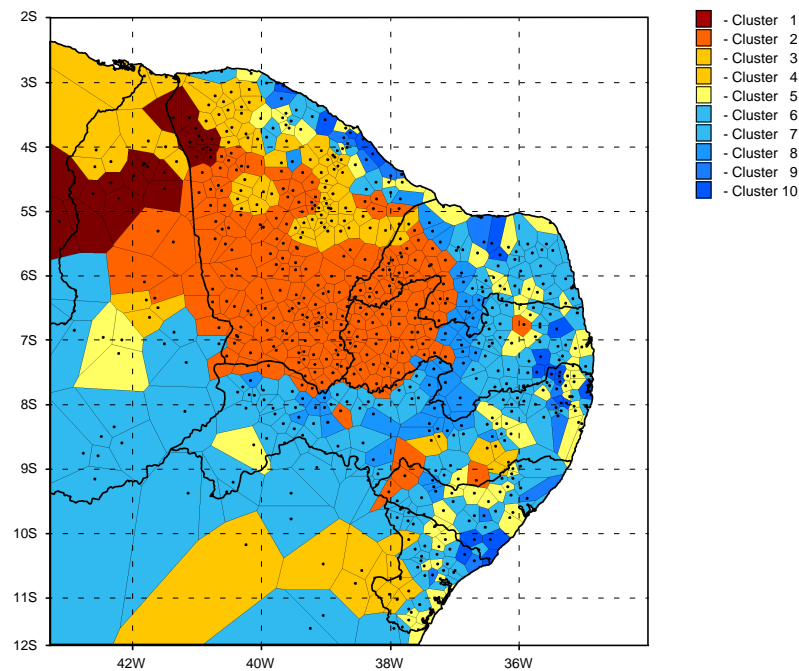 2S
3S
4S
5S
6S
7S
8S
9S
10S
11S
12S
42W 40W 38W 36W
- Cluster 1
- Cluster 2
- Cluster 3
- Cluster 4
- Cluster 5
- Cluster 6
- Cluster 7
- Cluster 8
- Cluster 9
- Cluster 10